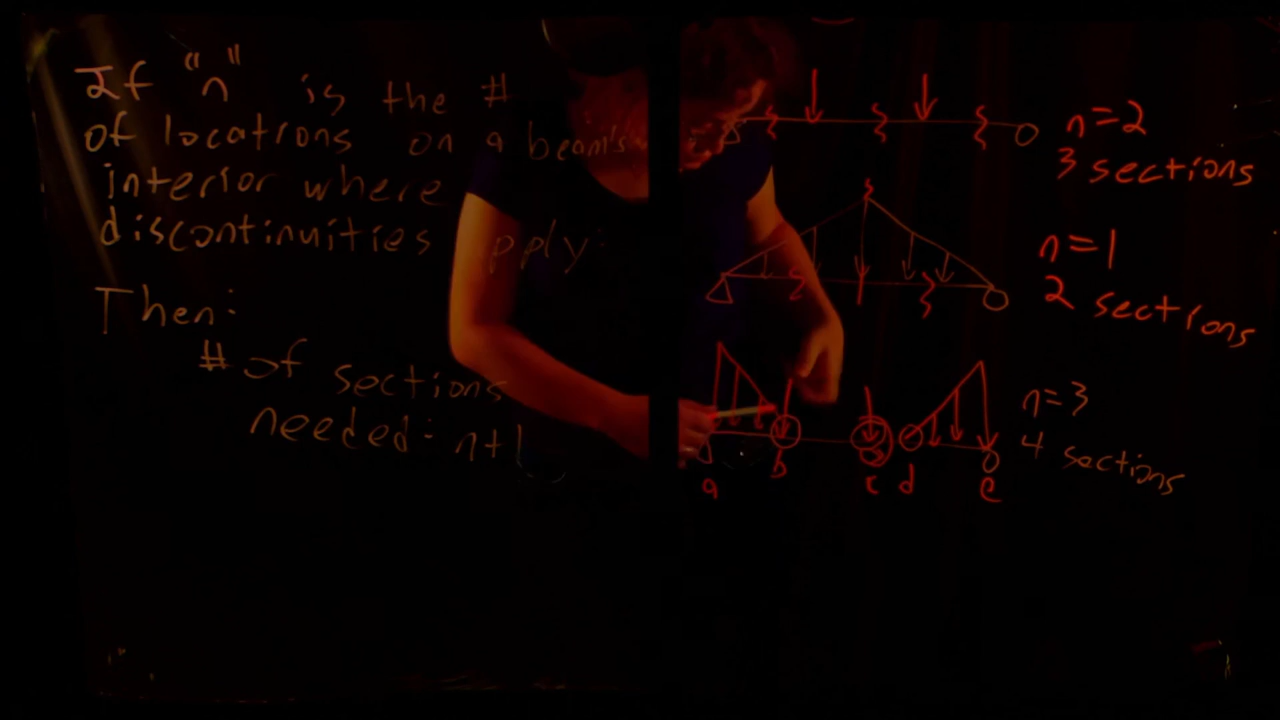 If "n" is the #
of locations on a beam's
interior where
discontinuities pply:
Then:
# of sections
needed: n+1
n=2
3 sections
n=1
2 sections
n=3
4 sections
a b c d e